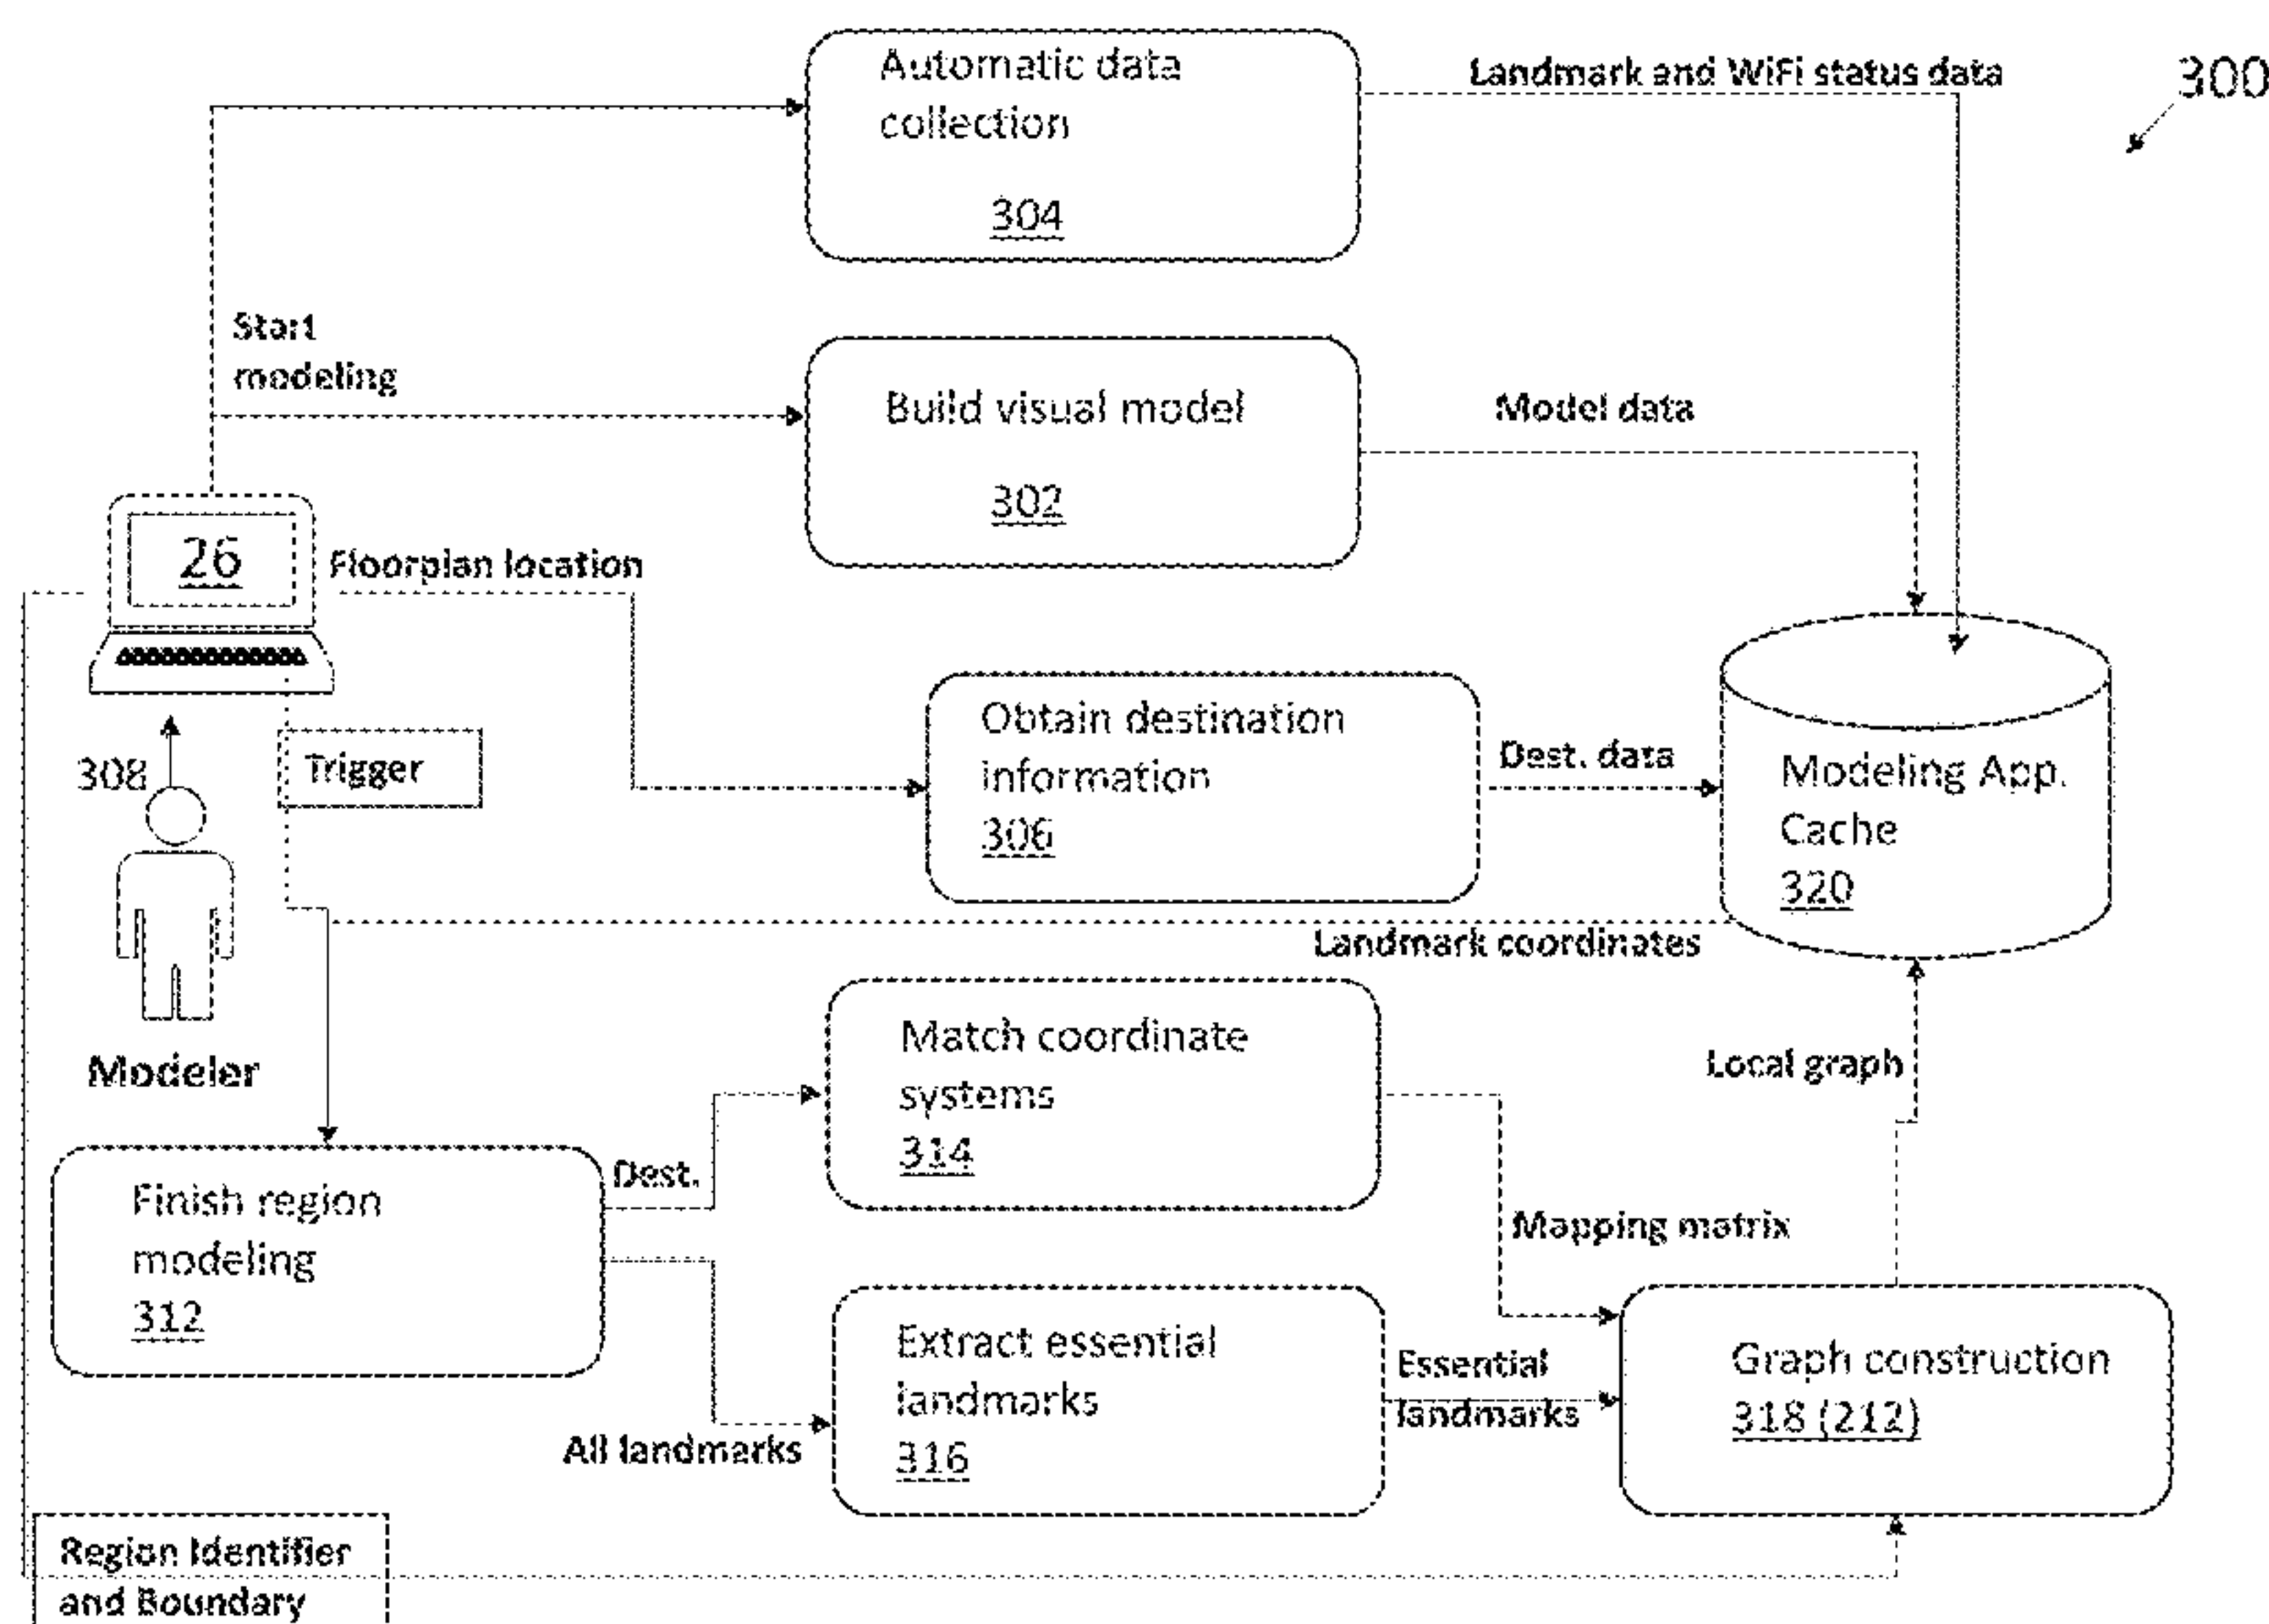 Automatic data
collection
304
Landmark and WiFi status data
300
Start
modeling
Build visual model
302
Model data
26
Floorplan location
308
Trigger
Obtain destination
information
306
Dest. data
Modeling App.
Cache
320
Landmark coordinates
Modeler
Match coordinate
systems
314
Local graph
Dest.
Finish region
modeling
312
Mapping matrix
Extract essential
landmarks
316
Essential
landmarks
Graph construction
318 (212)
All landmarks
Region Identifier
and Boundary